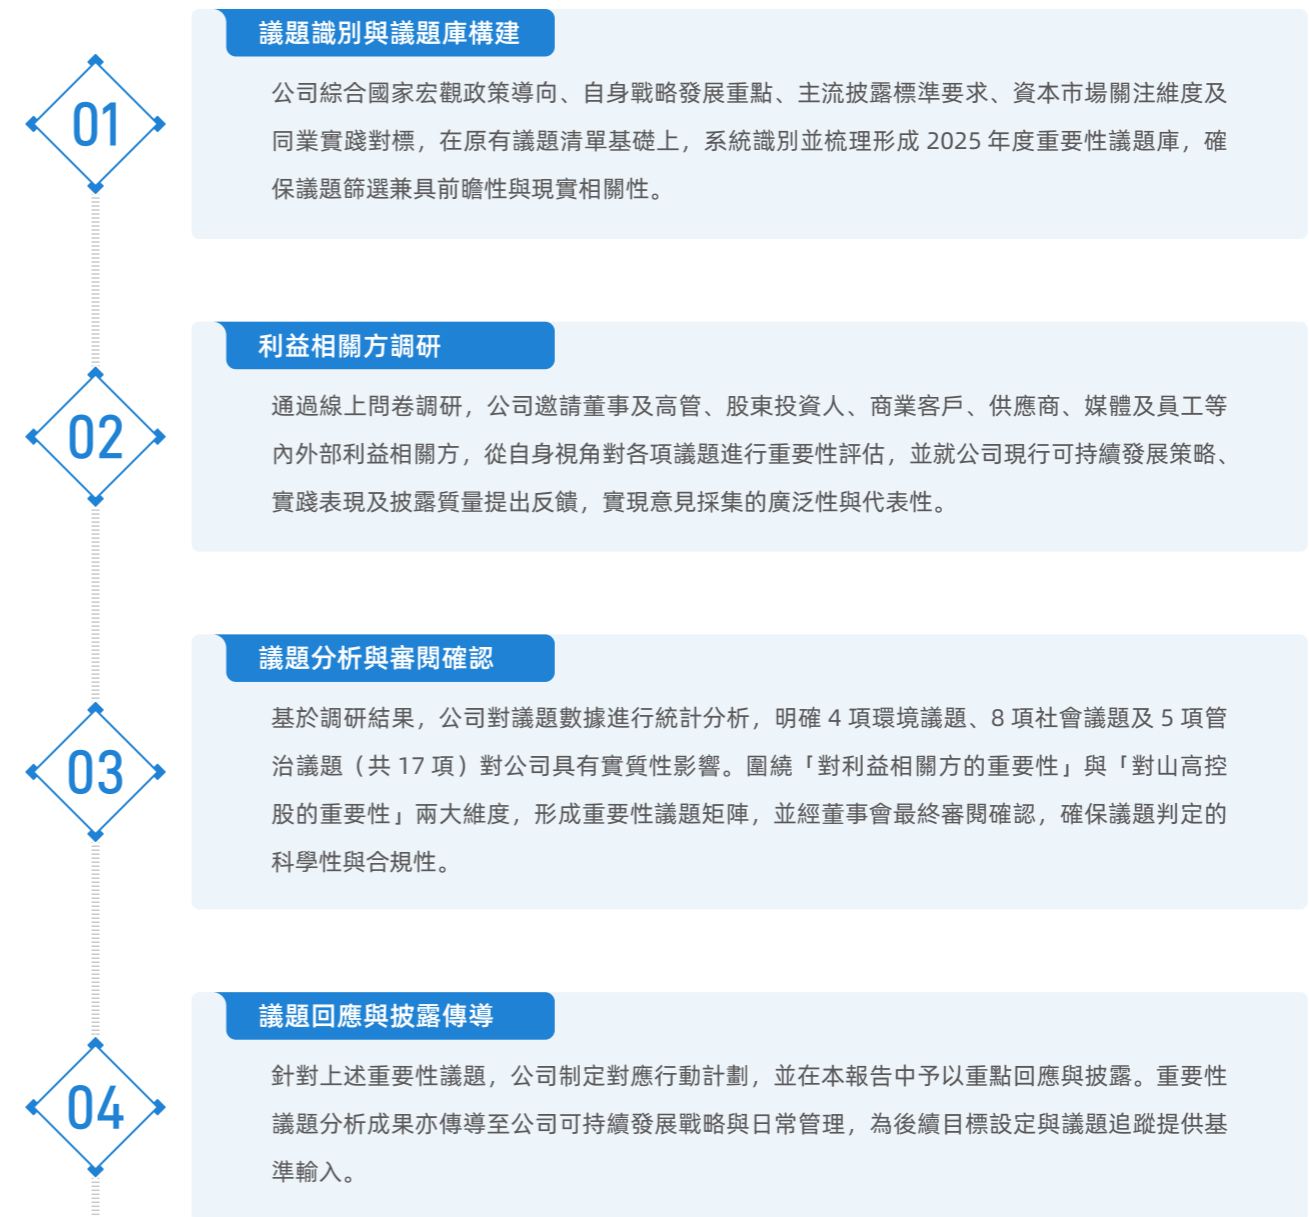 01
議題識別與議題庫構建
公司綜合國家宏觀政策導向、自身戰略發展重點、主流披露標準要求、資本市場關注維度及
同業實踐對標，在原有議題清單基礎上，系統識別並梳理形成 2025 年度重要性議題庫，確
保議題篩選兼具前瞻性與現實相關性。
02
利益相關方調研
通過線上問卷調研，公司邀請董事及高管、股東投資人、商業客戶、供應商、媒體及員工等
內外部利益相關方，從自身視角對各項議題進行重要性評估，並就公司現行可持續發展策略、
實踐表現及披露質量提出反饋，實現意見採集的廣泛性與代表性。
03
議題分析與審閱確認
基於調研結果，公司對議題數據進行統計分析，明確 4 項環境議題、8 項社會議題及 5 項管
治議題（共 17 項）對公司具有實質性影響。圍繞「對利益相關方的重要性」與「對山高控
股的重要性」兩大維度，形成重要性議題矩陣，並經董事會最終審閱確認，確保議題判定的
科學性與合規性。
04
議題回應與披露傳導
針對上述重要性議題，公司制定對應行動計劃，並在本報告中予以重點回應與披露。重要性
議題分析成果亦傳導至公司可持續發展戰略與日常管理，為後續目標設定與議題追蹤提供基
準輸入。